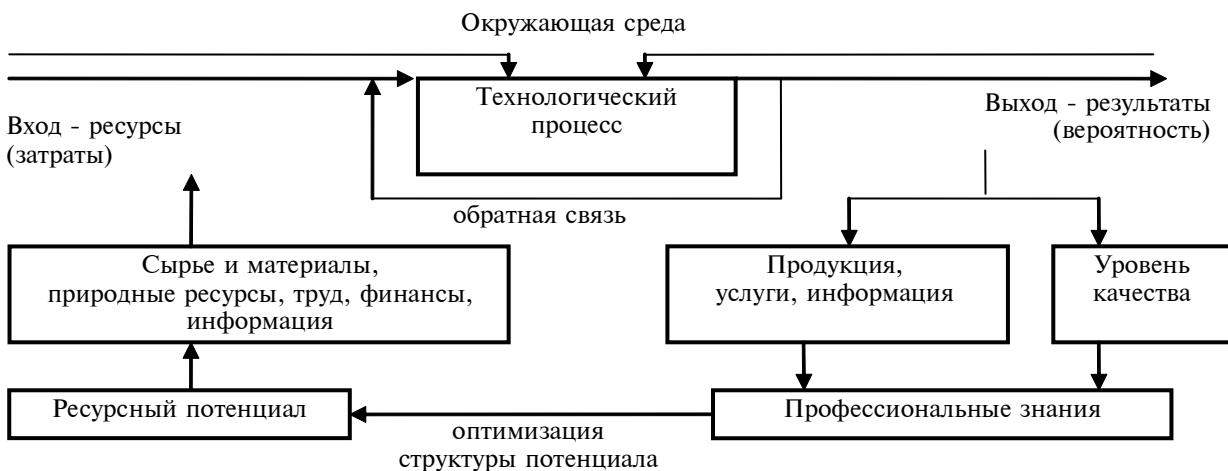 Окружающая среда
Технологический
процесс
Вход - ресурсы
(затраты)
Выход - результаты
(вероятность)
обратная связь
Сырье и материалы,
природные ресурсы, труд, финансы,
информация
Продукция,
услуги, информация
Уровень
качества
Ресурсный потенциал
Профессиональные знания
оптимизация
структуры потенциала